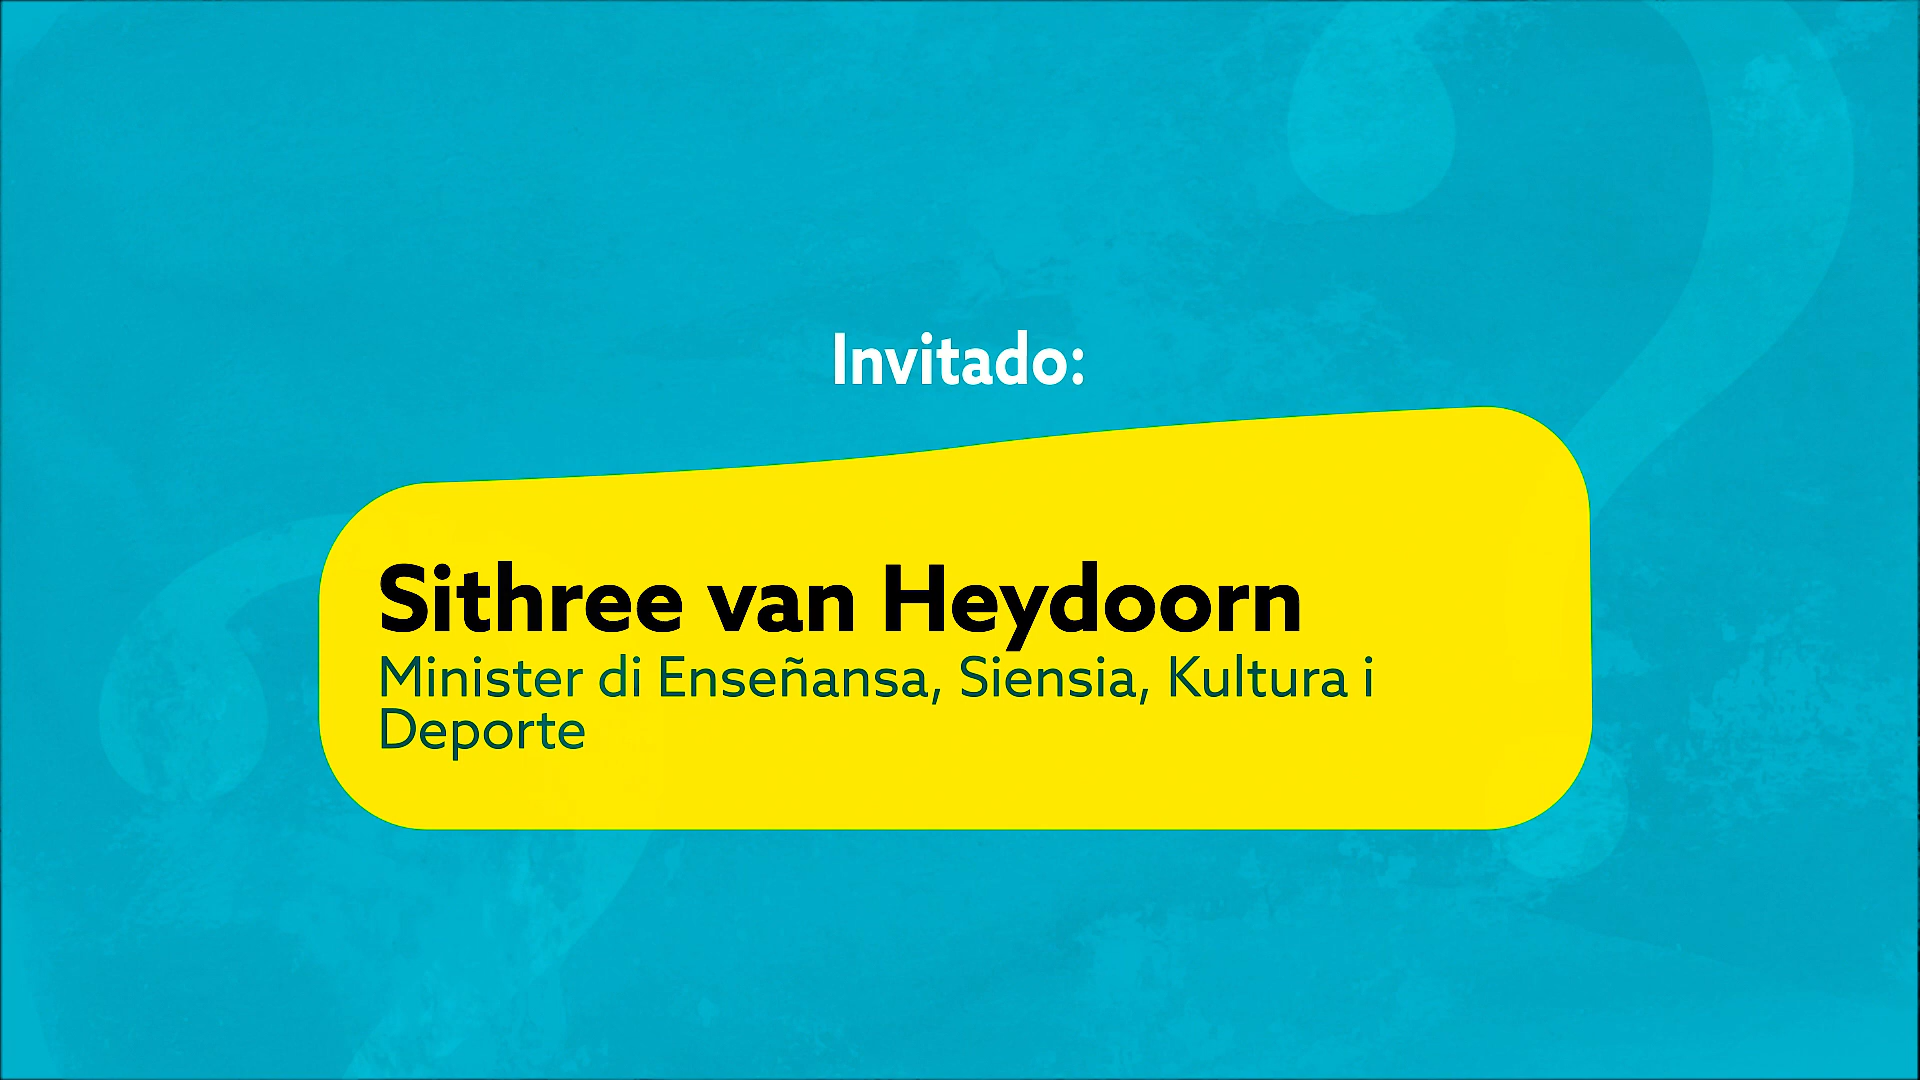 Invitado:
Sithree van Heydoorn
Minister di Enseñansa, Siensia, Kultura i
Deporte